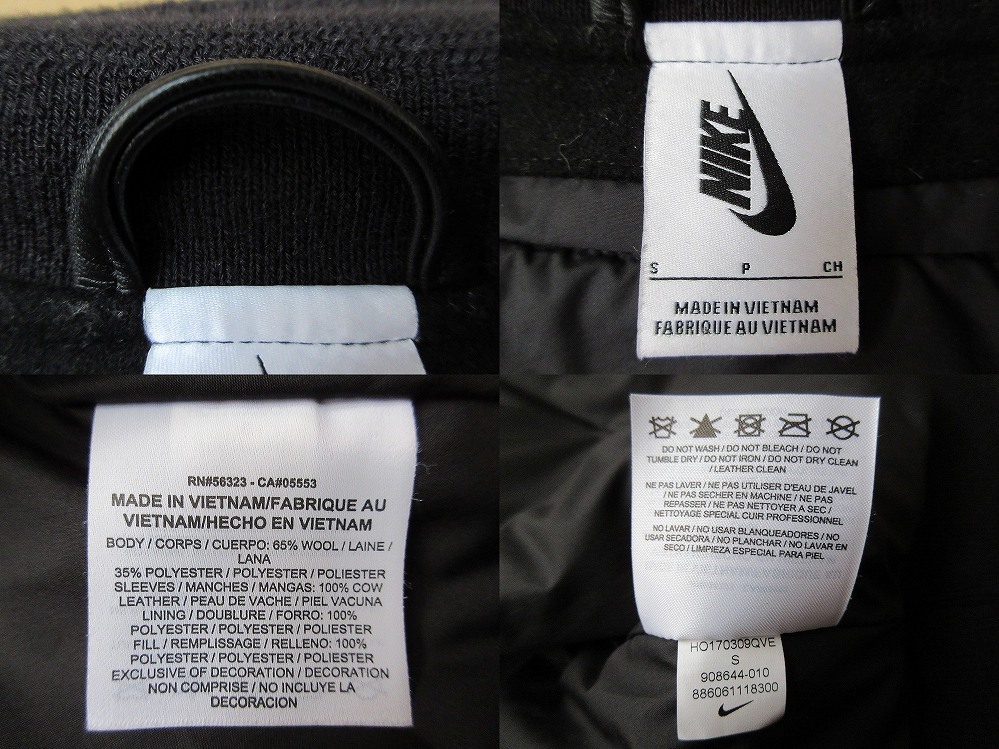 NIKE
S P CH
MADE IN VIETNAM
FABRIQUE AU VIETNAM
RN#56323 - CA#05553
MADE IN VIETNAM/FABRIQUE AU
VIETNAM/HECHO EN VIETNAM
BODY / CORPS / CUERPO: 65% WOOL / LAINE /
LANA
35% POLYESTER / POLYESTER / POLIESTER
SLEEVES / MANCHES / MANGAS: 100% COW
LEATHER / PEAU DE VACHE / PIEL VACUNA
LINING / DOUBLURE / FORRO: 100%
POLYESTER / POLYESTER / POLIESTER
FILL / REMPLISSAGE / RELLENO: 100%
POLYESTER / POLYESTER / POLIESTER
EXCLUSIVE OF DECORATION / DECORATION
NON COMPRISE / NO INCLUYE LA
DECORACION
DO NOT WASH / DO NOT BLEACH / DO NOT
TUMBLE DRY / DO NOT IRON / DO NOT DRY CLEAN
/ LEATHER CLEAN
NE PAS LAVER / NE PAS UTILISER D'EAU DE JAVEL
/ NE PAS SECHER EN MACHINE / NE PAS
REPASSER / NE PAS NETTOYER A SEC /
NETTOYAGE SPECIAL CUIR PROFESSIONNEL
NO LAVAR / NO USAR BLANQUEADORES / NO
USAR SECADORA / NO PLANCHAR / NO LAVAR EN
SECO / LIMPIEZA ESPECIAL PARA PIEL
HO170309QVE
S
908644-010
886061118300